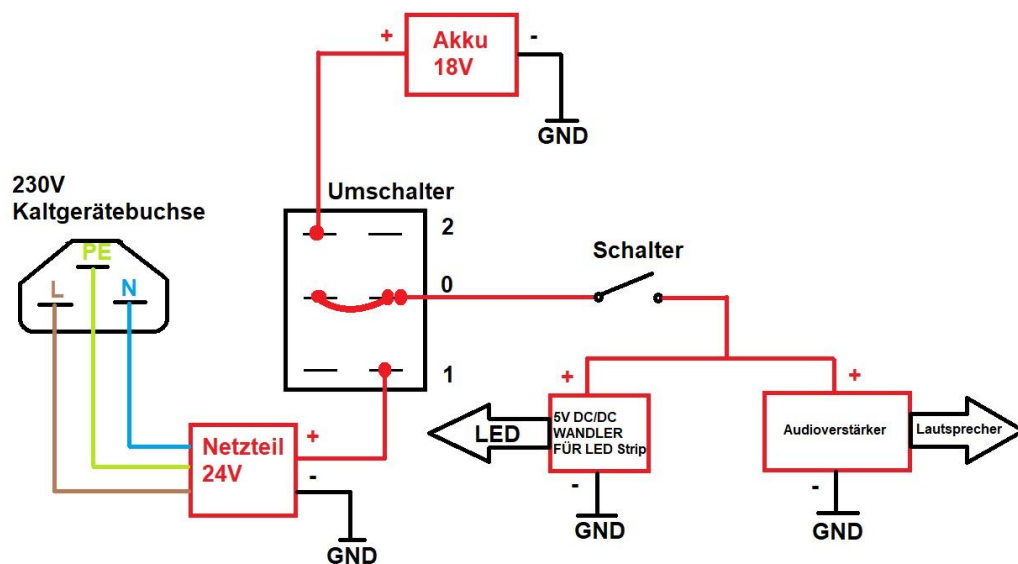 +
Akku
18V
-
GND
230V
Kaltgerätebuchse
Umschalter
2
PE
L
N
0
1
Schalter
Netzteil
24V
+
-
GND
+
5V DC/DC
WANDLER
FÜR LED Strip
LED
-
GND
+
Audioverstärker
Lautsprecher
-
GND